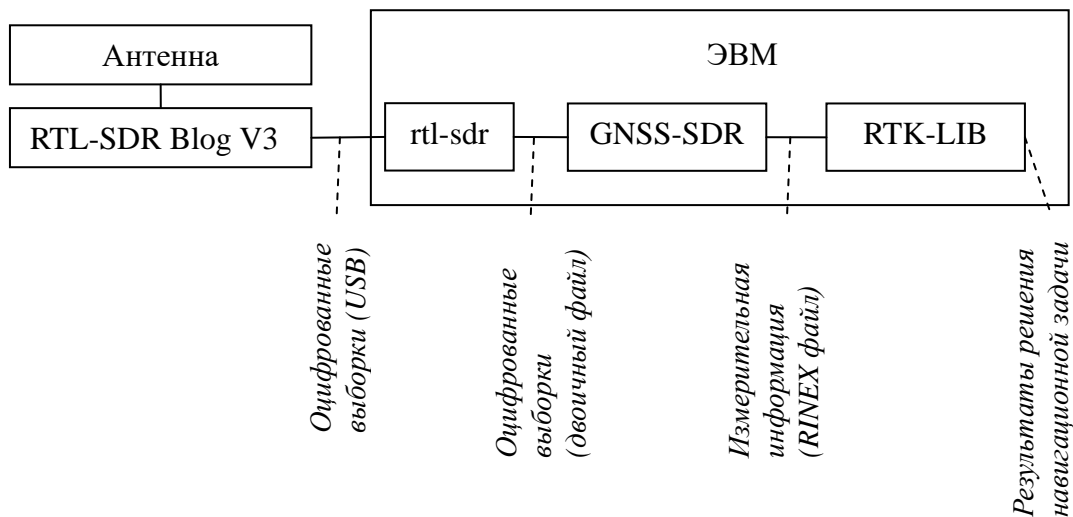 Антенна
ЭВМ
RTL-SDR Blog V3
rtl-sdr
GNSS-SDR
RTK-LIB
Оцифрованные
выборки (USB)
Оцифрованные
выборки
(двоичный файл)
Измерительная
информация
(RINEX файл)
Результаты решения
навигационной задачи